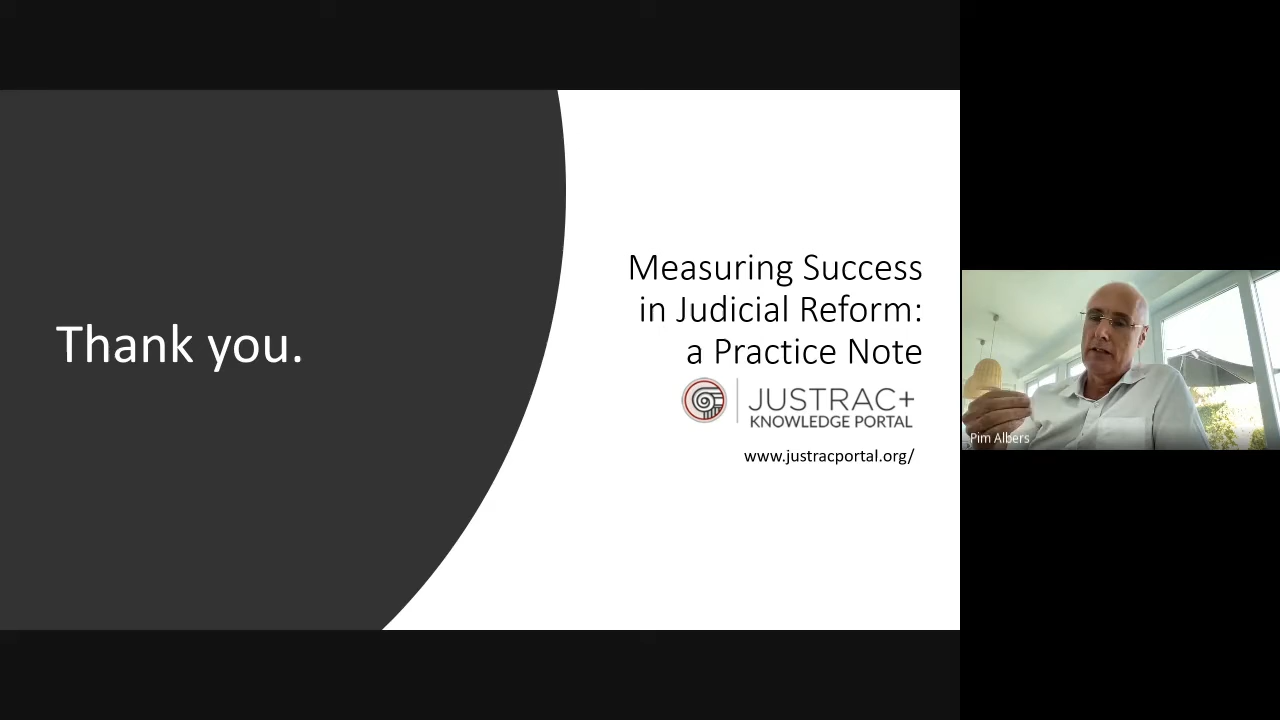 Thank you.
Measuring Success
in Judicial Reform:
a Practice Note
JUSTRAC+
KNOWLEDGE PORTAL
www.justracportal.org/
Pim Albers